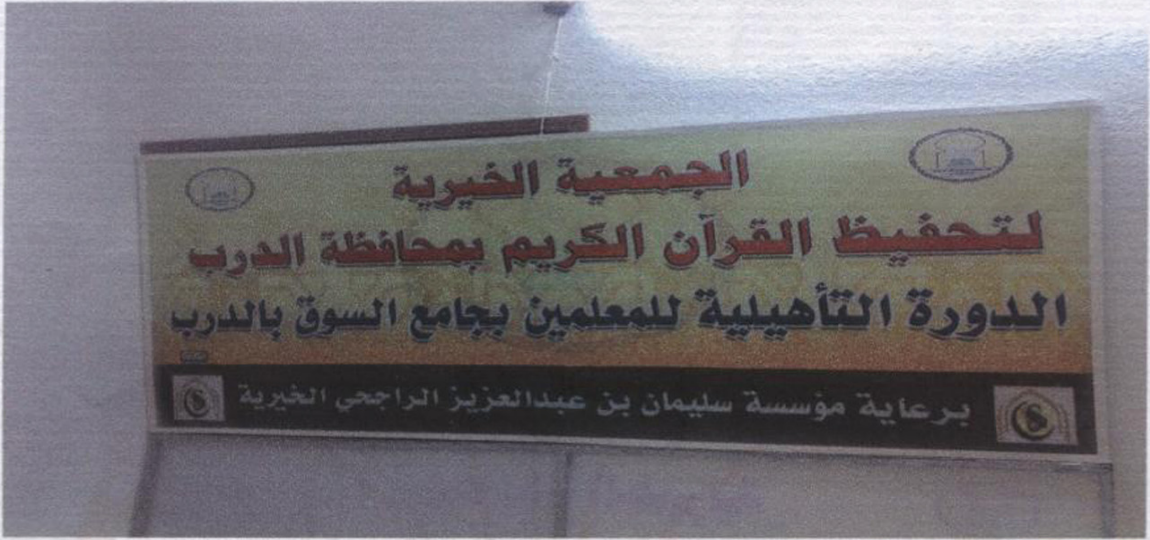 الجمعية الخيرية
لتحفيظ القرآن الكريم بمحافظة الدرب
الدورة التأهيلية للمعلمين بجامع السوق بالدرب
برعاية مؤسسة سليمان بن عبدالعزيز الراجحي الخيرية